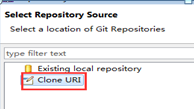 Select Repository Source
Select a location of Git Repositories
type filter text
Existing local repository
Clone URI